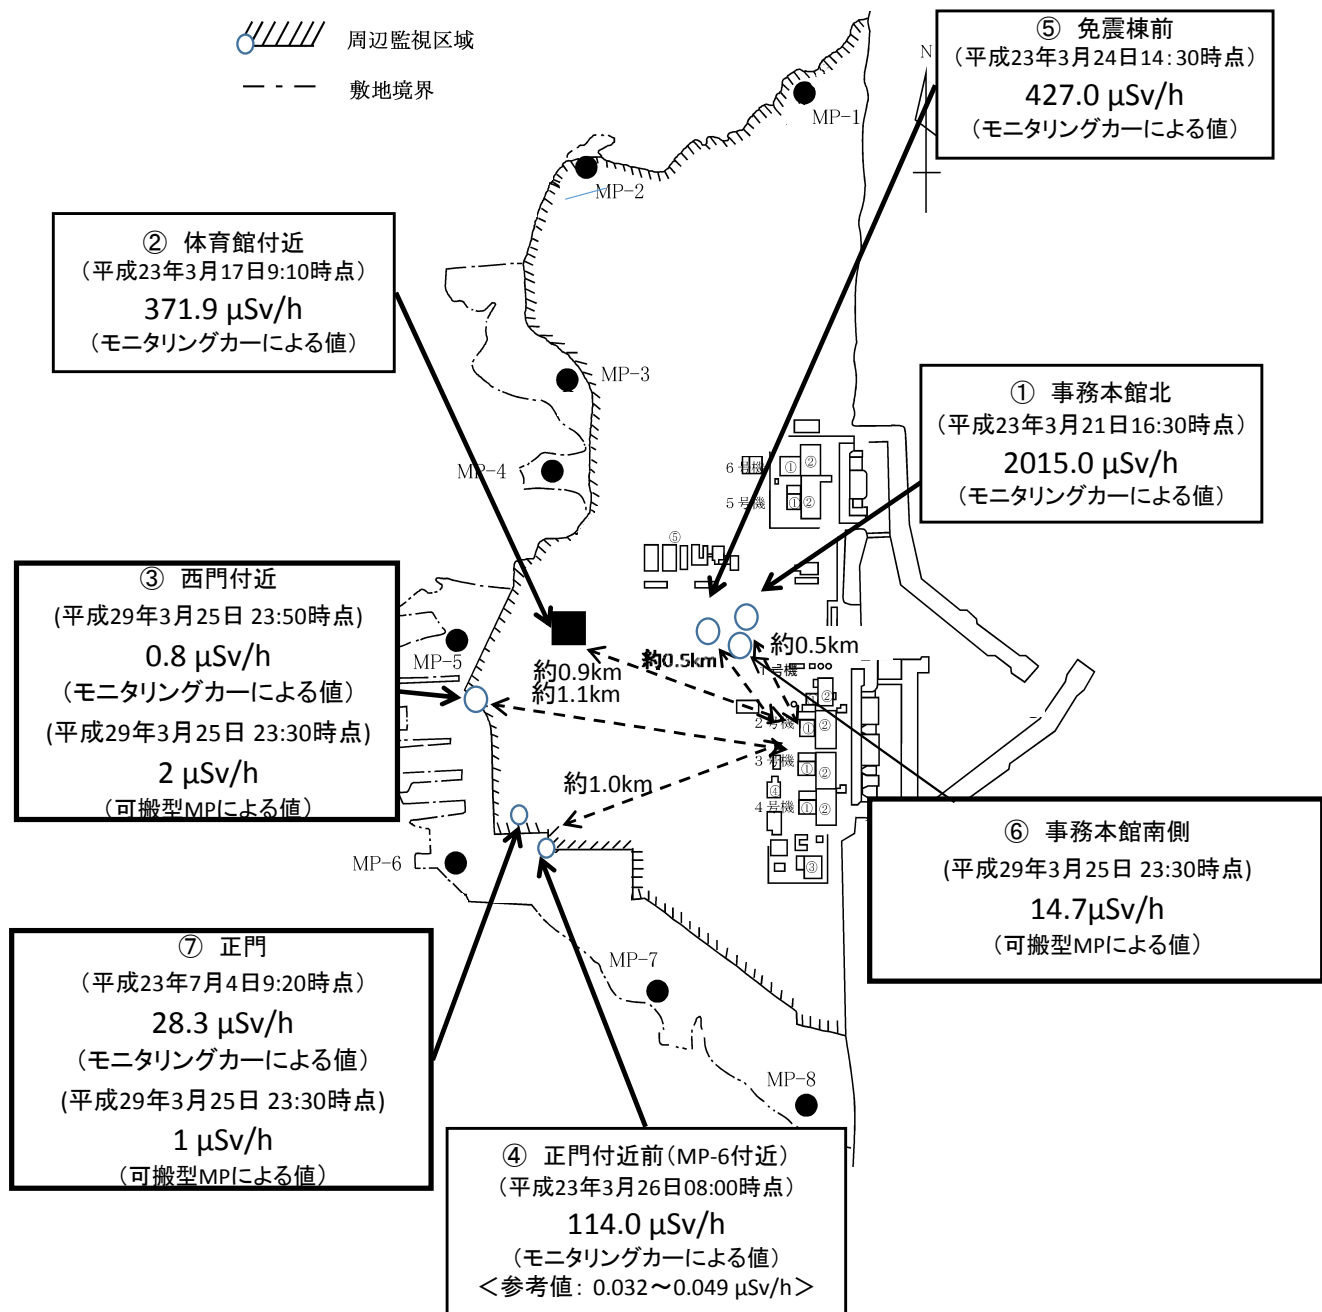 周辺監視区域
敷地境界
⑤ 免震棟前
(平成23年3月24日14:30時点)
427.0 μSv/h
(モニタリングカーによる値)
N
MP-1
MP-2
② 体育館付近
(平成23年3月17日9:10時点)
371.9 μSv/h
(モニタリングカーによる値)
MP-3
① 事務本館北
(平成23年3月21日16:30時点)
2015.0 μSv/h
(モニタリングカーによる値)
MP-4
6号機
① ②
5号機
① ②
⑤
③ 西門付近
(平成29年3月25日 23:50時点)
0.8 μSv/h
(モニタリングカーによる値)
(平成29年3月25日 23:30時点)
2 μSv/h
(可搬型MPによる値)
MP-5
約0.9km
約1.1km
約0.5km
約0.5km
1号機
②
2号機
① ②
3号機
① ②
④
4号機
① ②
③
約1.0km
MP-6
⑥ 事務本館南側
(平成29年3月25日 23:30時点)
14.7μSv/h
(可搬型MPによる値)
⑦ 正門
(平成23年7月4日9:20時点)
28.3 μSv/h
(モニタリングカーによる値)
(平成29年3月25日 23:30時点)
1 μSv/h
(可搬型MPによる値)
MP-7
MP-8
④ 正門付近前(MP-6付近)
(平成23年3月26日08:00時点)
114.0 μSv/h
(モニタリングカーによる値)
<参考値: 0.032～0.049 μSv/h>